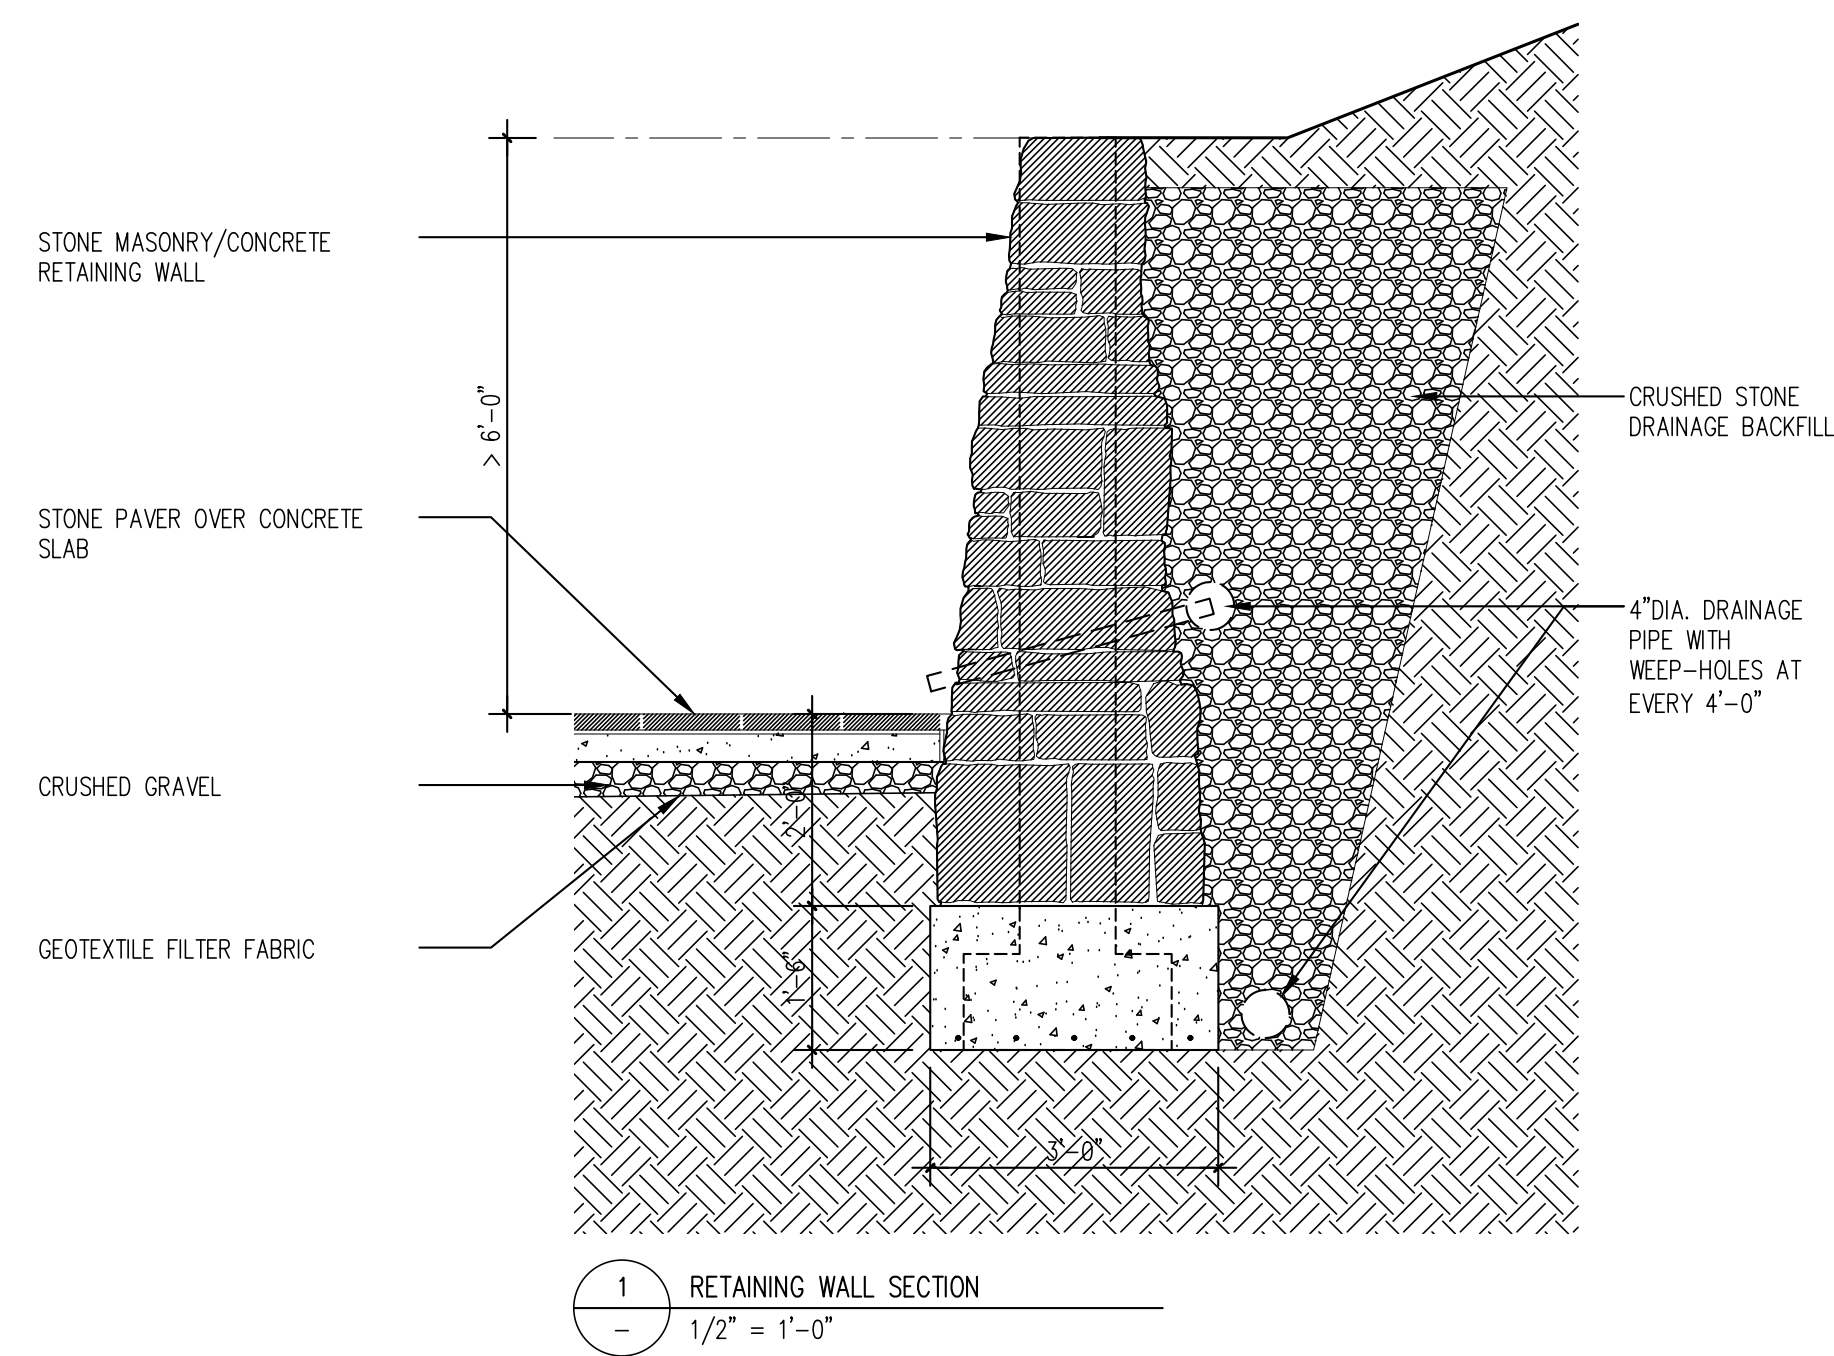 STONE MASONRY/CONCRETE
RETAINING WALL
> 6'-0"
CRUSHED STONE
DRAINAGE BACKFILL
STONE PAVER OVER CONCRETE
SLAB
4"DIA. DRAINAGE
PIPE WITH
WEEP-HOLES AT
EVERY 4'-0"
CRUSHED GRAVEL
2'-0"
GEOTEXTILE FILTER FABRIC
1'-6"
3'-0"
1
RETAINING WALL SECTION
-
1/2" = 1'-0"